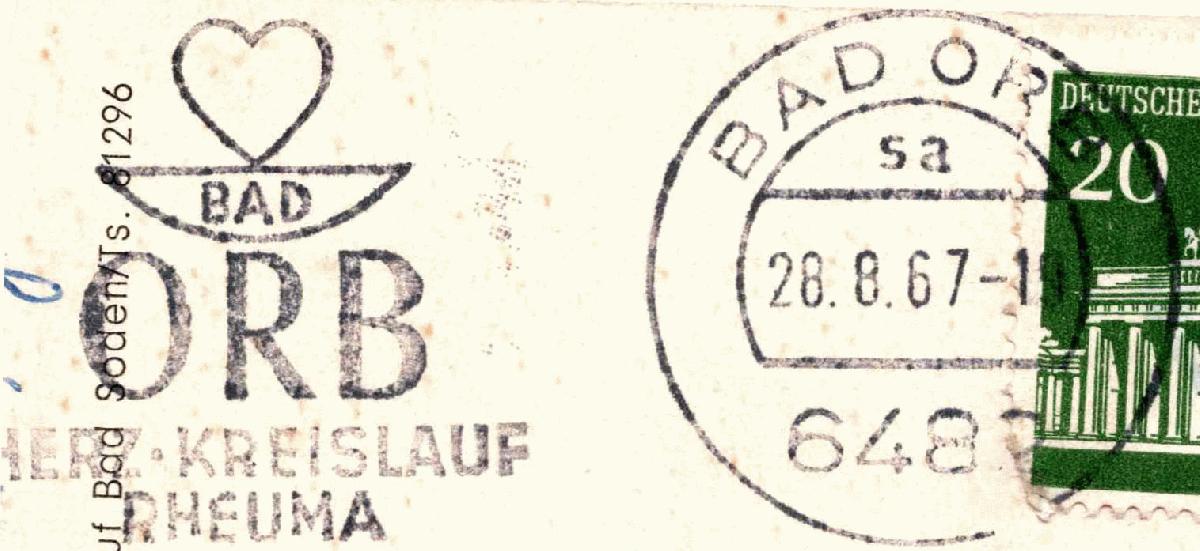 BAD
ORB
HERZ·KREISLAUF
RHEUMA
uf Bad Soden/Ts. 81296
BAD ORB
sa
28.8.67-1
648
DEUTSCHE
20